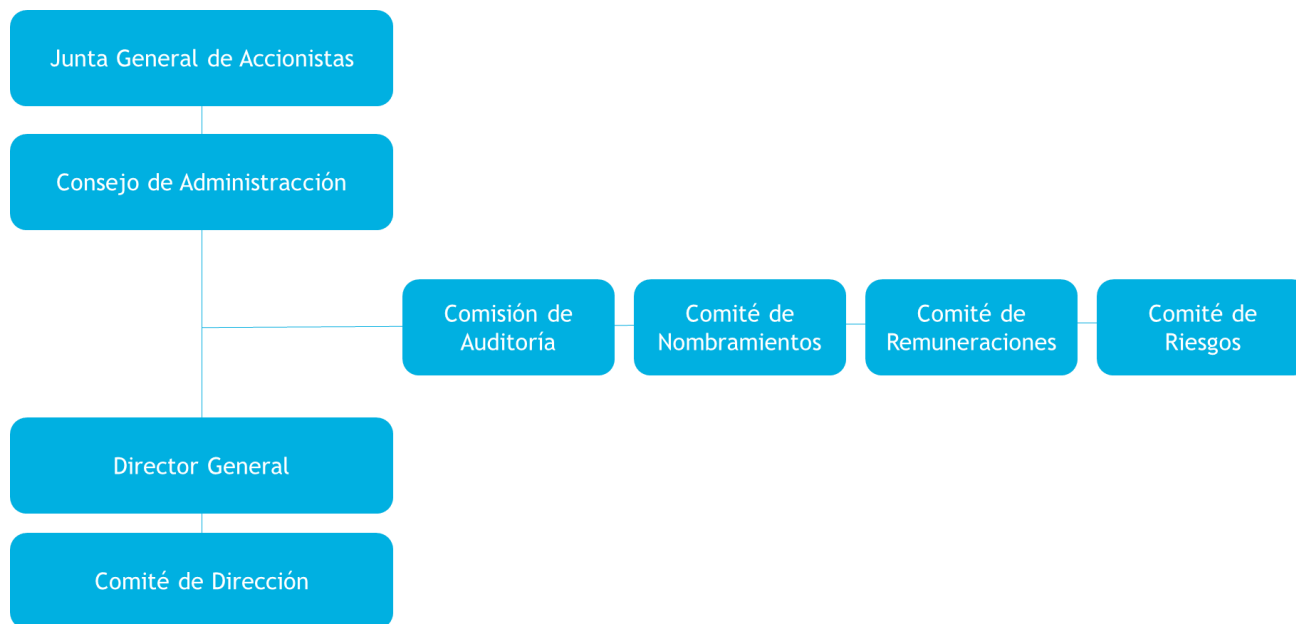 Junta General de Accionistas
Consejo de Administracción
Comisión de
Auditoría
Comité de
Nombramientos
Comité de
Remuneraciones
Comité de
Riesgos
Director General
Comité de Dirección